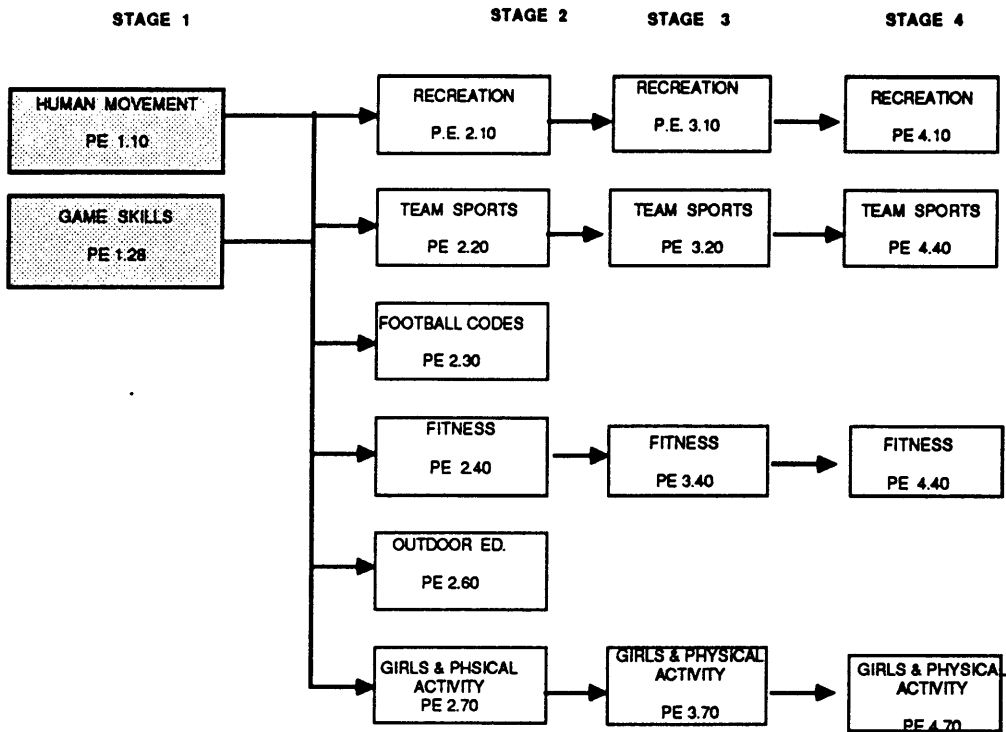 STAGE 1
STAGE 2
STAGE 3
STAGE 4
HUMAN MOVEMENT
PE 1.10
RECREATION
P.E. 2.10
RECREATION
P.E. 3.10
RECREATION
PE 4.10
GAME SKILLS
PE 1.28
TEAM SPORTS
PE 2.20
TEAM SPORTS
PE 3.20
TEAM SPORTS
PE 4.40
FOOTBALL CODES
PE 2.30
FITNESS
PE 2.40
FITNESS
PE 3.40
FITNESS
PE 4.40
OUTDOOR ED.
PE 2.60
GIRLS & PHSICAL
ACTIVITY
PE 2.70
GIRLS & PHYSICAL
ACTIVITY
PE 3.70
GIRLS & PHYSICAL
ACTIVITY
PE 4.70